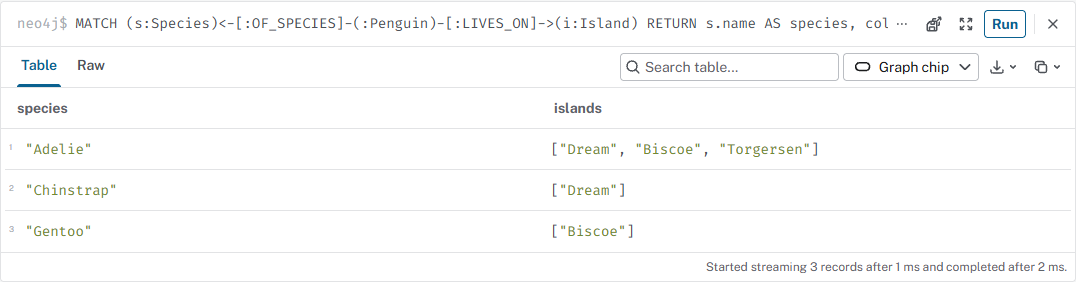 neo4j$ MATCH (s:Species)<-[:OF_SPECIES]-(:Penguin)-[:LIVES_ON]->(i:Island) RETURN s.name AS species, col ··· Run
Table Raw Search table... Graph chip
species islands
1 "Adelie" ["Dream", "Biscoe", "Torgersen"]
2 "Chinstrap" ["Dream"]
3 "Gentoo" ["Biscoe"]
Started streaming 3 records after 1 ms and completed after 2 ms.